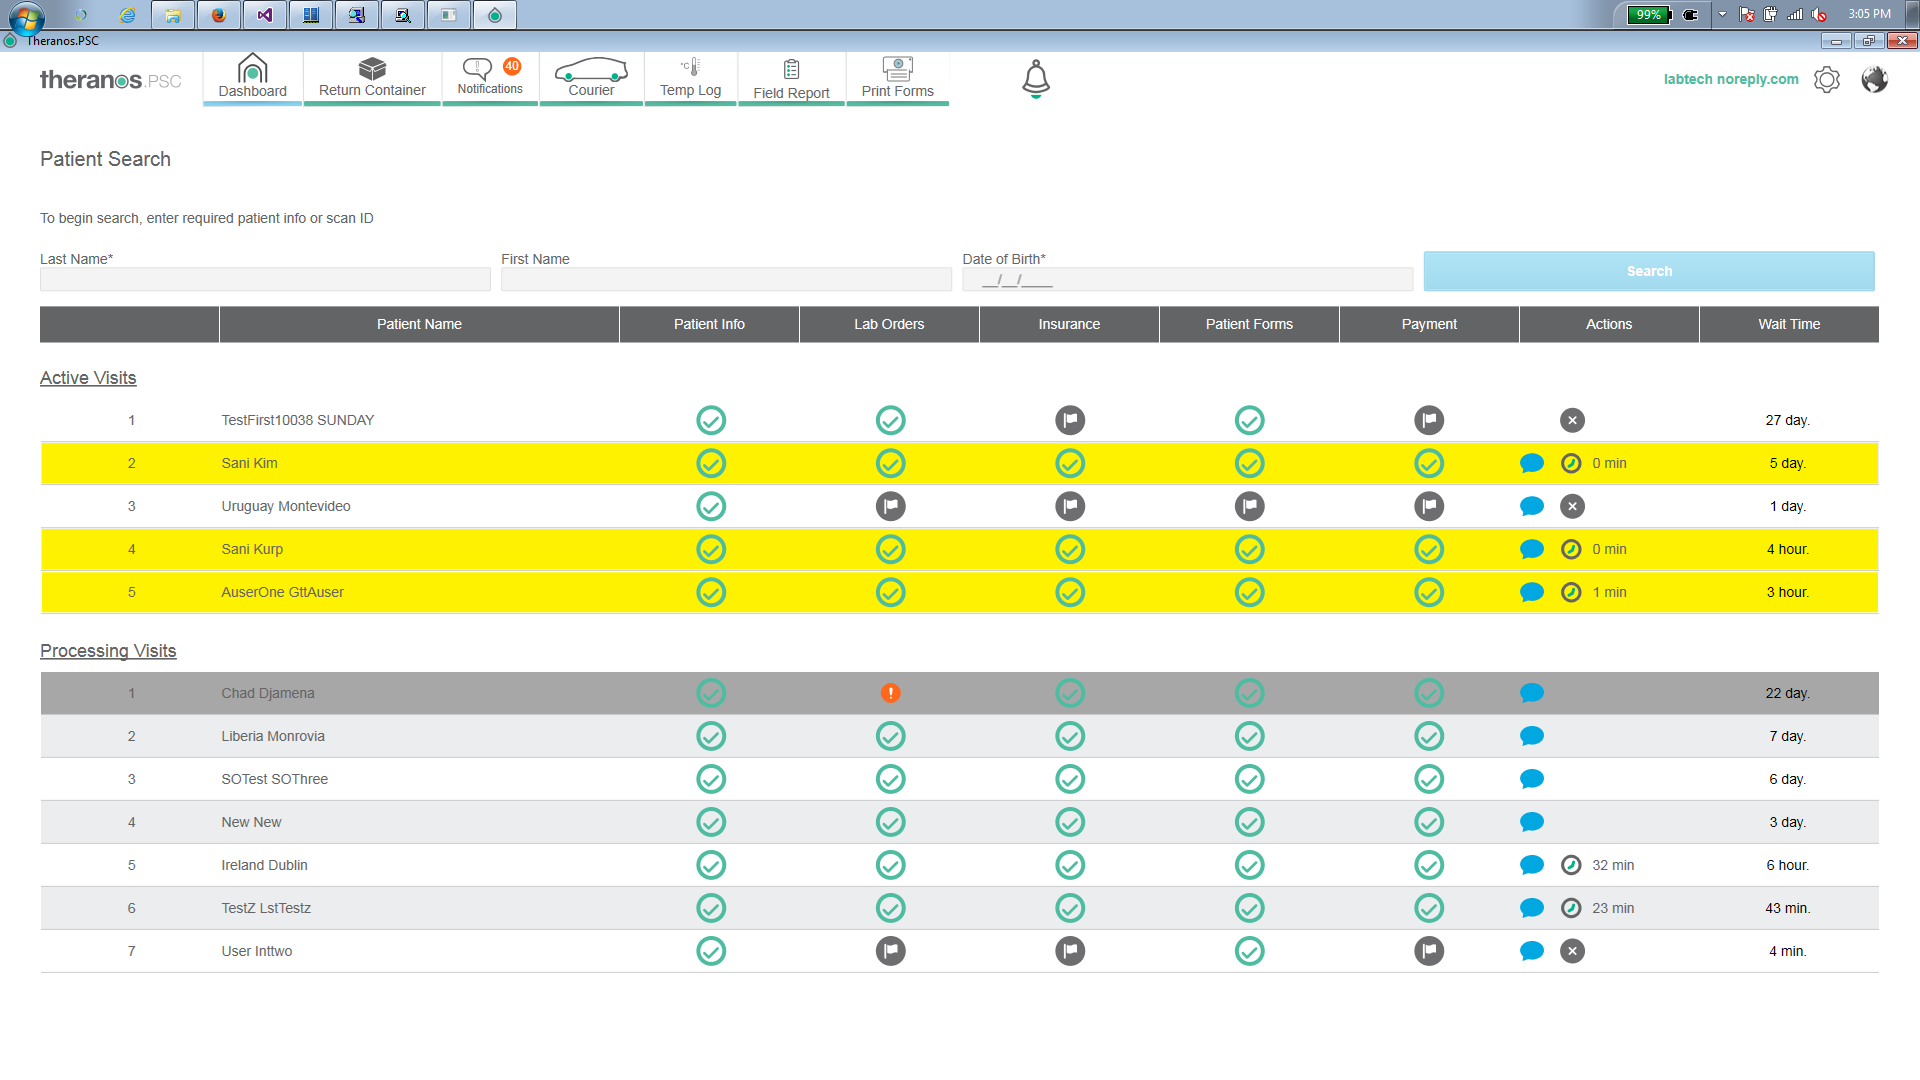 99% 3:05 PM
Theranos.PSC
theranos.PSC
Dashboard Return Container Notifications 40 Courier °C Temp Log Field Report Print Forms labtech noreply.com
Patient Search
To begin search, enter required patient info or scan ID
Last Name* First Name Date of Birth*
__/__/____ Search
Patient Name Patient Info Lab Orders Insurance Patient Forms Payment Actions Wait Time
Active Visits
1 TestFirst10038 SUNDAY 27 day.
2 Sani Kim 0 min 5 day.
3 Uruguay Montevideo 1 day.
4 Sani Kurp 0 min 4 hour.
5 AuserOne GttAuser 1 min 3 hour.
Processing Visits
1 Chad Djamena 22 day.
2 Liberia Monrovia 7 day.
3 SOTest SOThree 6 day.
4 New New 3 day.
5 Ireland Dublin 32 min 6 hour.
6 TestZ LstTestz 23 min 43 min.
7 User Inttwo 4 min.